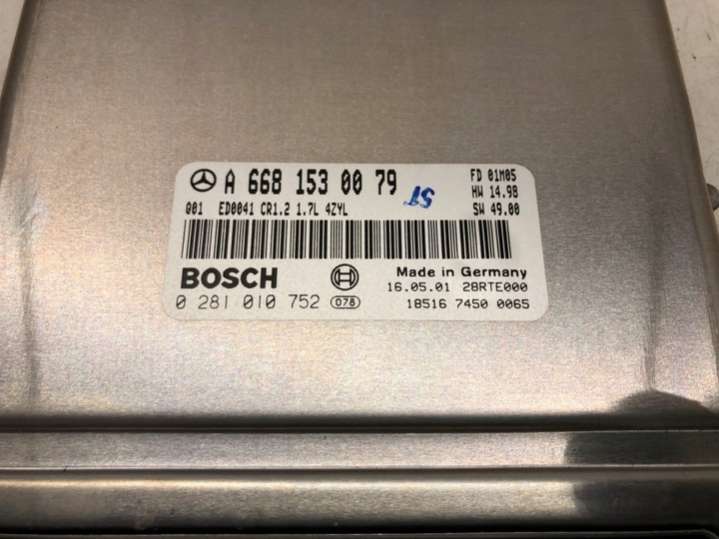 A 668 153 00 79
FD 01M05
HW 14.98
SW 49.00
Q01 ED0041 CR1.2 1.7L 4ZYL
BOSCH
Made in Germany
16.05.01 28RTE000
0 281 010 752 078
18516 7450 0065